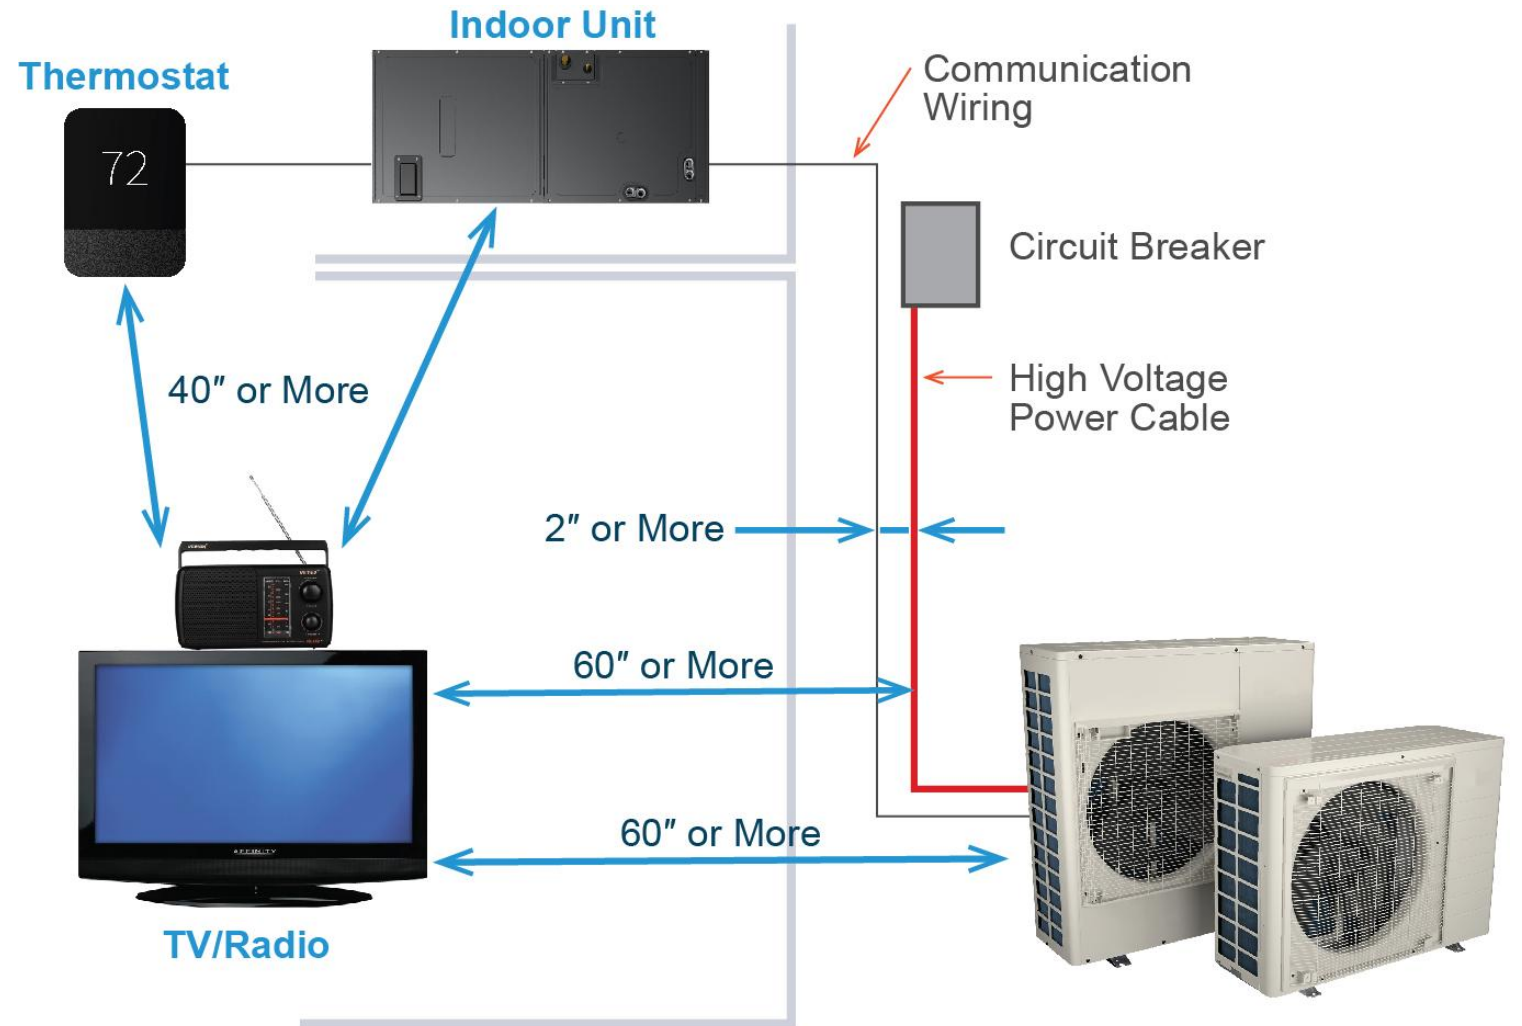 Indoor Unit
Thermostat
Communication
Wiring
72
Circuit Breaker
High Voltage
Power Cable
40″ or More
2″ or More
60″ or More
60″ or More
AFFINITY
TV/Radio